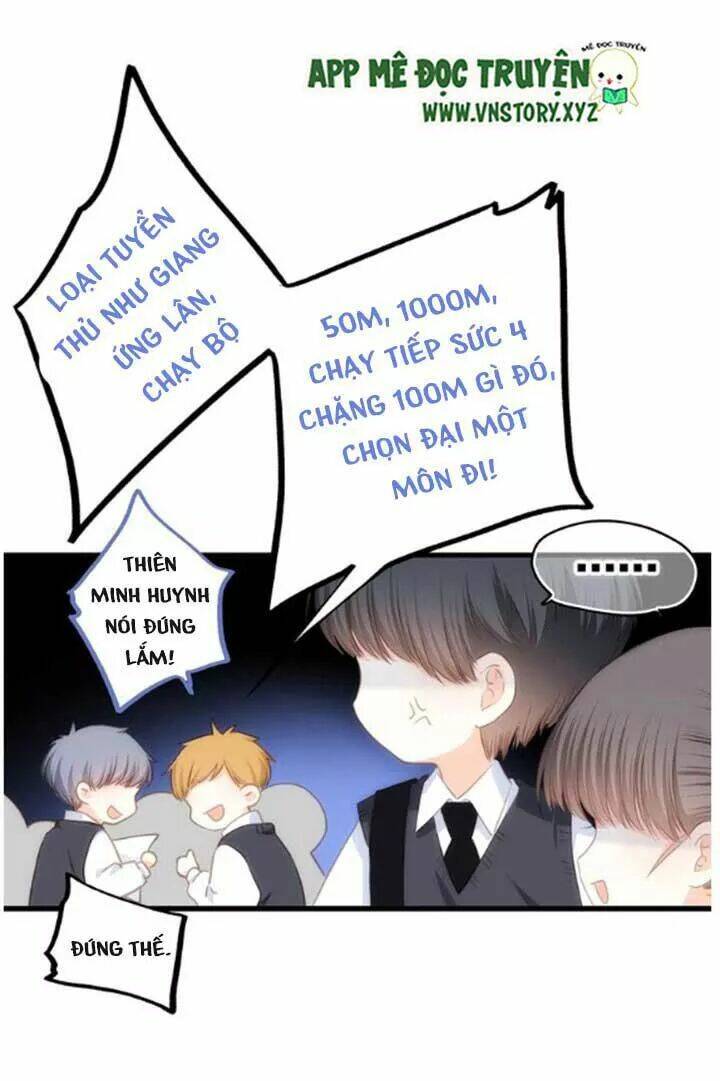 MÊ ĐỌC TRUYỆN
APP MÊ ĐỌC TRUYỆN
WWW.VNSTORY.XYZ
LOẠI TUYỂN
THỦ NHƯ GIANG
ỨNG LÂN,
CHẠY BỘ
50M, 1000M,
CHẠY TIẾP SỨC 4
CHẶNG 100M GÌ ĐÓ,
CHỌN ĐẠI MỘT
MÔN ĐI!
......
THIÊN
MINH HUYNH
NÓI ĐÚNG
LẮM!
ĐÚNG THẾ.